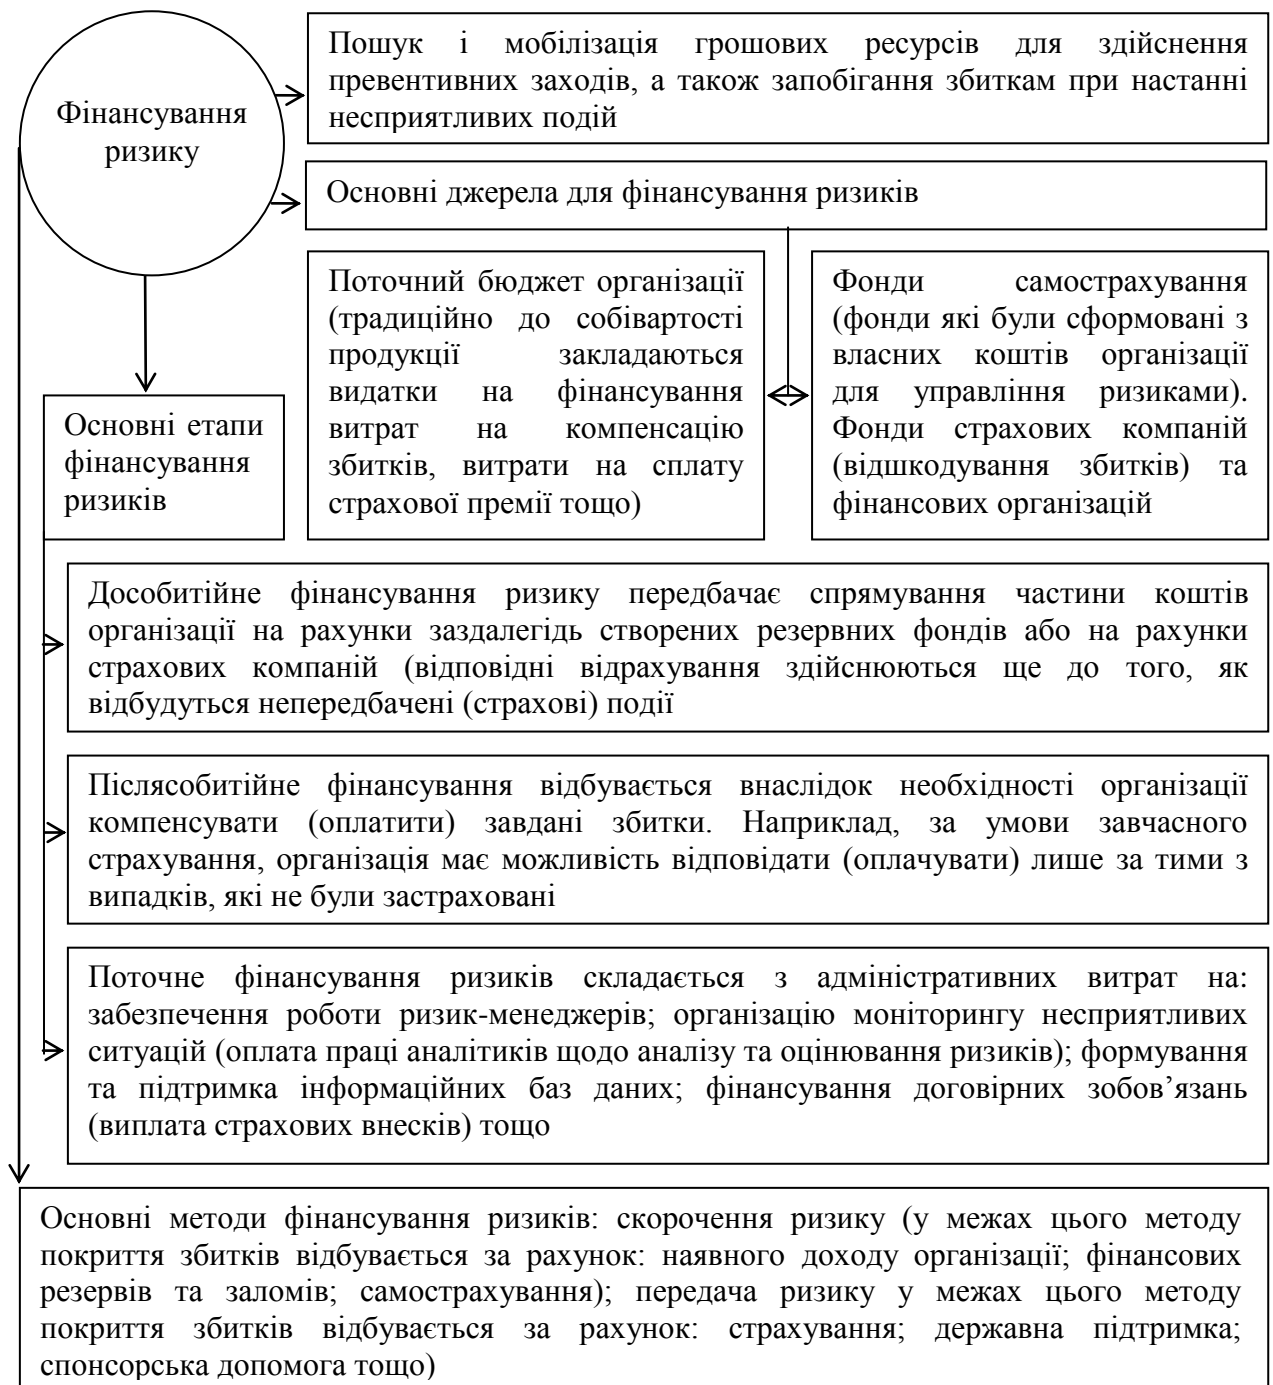 Фінансування
ризику
Пошук і мобілізація грошових ресурсів для здійснення
превентивних заходів, а також запобігання збиткам при настанні
несприятливих подій
Основні джерела для фінансування ризиків
Поточний бюджет організації
(традиційно до собівартості
продукції закладаються
видатки на фінансування
витрат на компенсацію
збитків, витрати на сплату
страхової премії тощо)
Фонди самострахування
(фонди які були сформовані з
власних коштів організації
для управління ризиками).
Фонди страхових компаній
(відшкодування збитків) та
фінансових організацій
Основні етапи
фінансування
ризиків
Дособитійне фінансування ризику передбачає спрямування частини коштів
організації на рахунки заздалегідь створених резервних фондів або на рахунки
страхових компаній (відповідні відрахування здійснюються ще до того, як
відбудуться непередбачені (страхові) події
Післясобитійне фінансування відбувається внаслідок необхідності організації
компенсувати (оплатити) завдані збитки. Наприклад, за умови завчасного
страхування, організація має можливість відповідати (оплачувати) лише за тими з
випадків, які не були застраховані
Поточне фінансування ризиків складається з адміністративних витрат на:
забезпечення роботи ризик-менеджерів; організацію моніторингу несприятливих
ситуацій (оплата праці аналітиків щодо аналізу та оцінювання ризиків); формування
та підтримка інформаційних баз даних; фінансування договірних зобов’язань
(виплата страхових внесків) тощо
Основні методи фінансування ризиків: скорочення ризику (у межах цього методу
покриття збитків відбувається за рахунок: наявного доходу організації; фінансових
резервів та заломів; самострахування); передача ризику у межах цього методу
покриття збитків відбувається за рахунок: страхування; державна підтримка;
спонсорська допомога тощо)